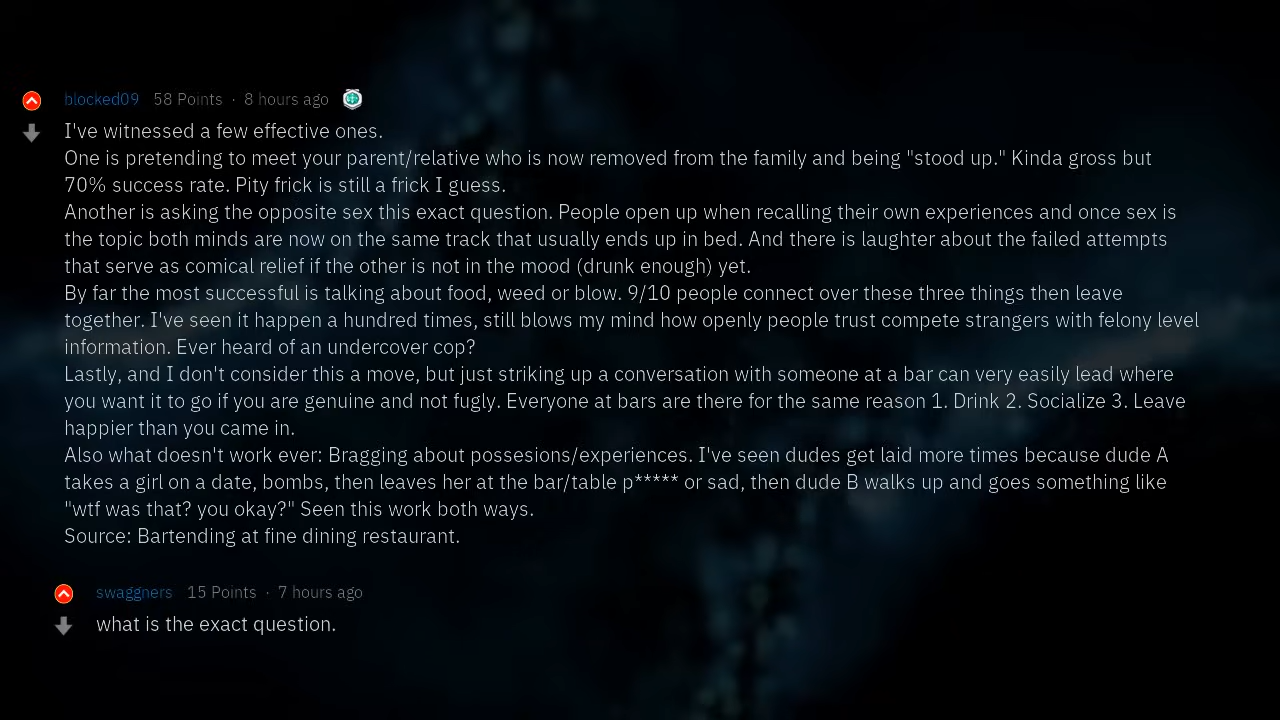 blocked09 58 Points · 8 hours ago
I've witnessed a few effective ones.
One is pretending to meet your parent/relative who is now removed from the family and being "stood up." Kinda gross but
70% success rate. Pity frick is still a frick I guess.
Another is asking the opposite sex this exact question. People open up when recalling their own experiences and once sex is
the topic both minds are now on the same track that usually ends up in bed. And there is laughter about the failed attempts
that serve as comical relief if the other is not in the mood (drunk enough) yet.
By far the most successful is talking about food, weed or blow. 9/10 people connect over these three things then leave
together. I've seen it happen a hundred times, still blows my mind how openly people trust compete strangers with felony level
information. Ever heard of an undercover cop?
Lastly, and I don't consider this a move, but just striking up a conversation with someone at a bar can very easily lead where
you want it to go if you are genuine and not fugly. Everyone at bars are there for the same reason 1. Drink 2. Socialize 3. Leave
happier than you came in.
Also what doesn't work ever: Bragging about possesions/experiences. I've seen dudes get laid more times because dude A
takes a girl on a date, bombs, then leaves her at the bar/table p***** or sad, then dude B walks up and goes something like
"wtf was that? you okay?" Seen this work both ways.
Source: Bartending at fine dining restaurant.
swaggners 15 Points · 7 hours ago
what is the exact question.